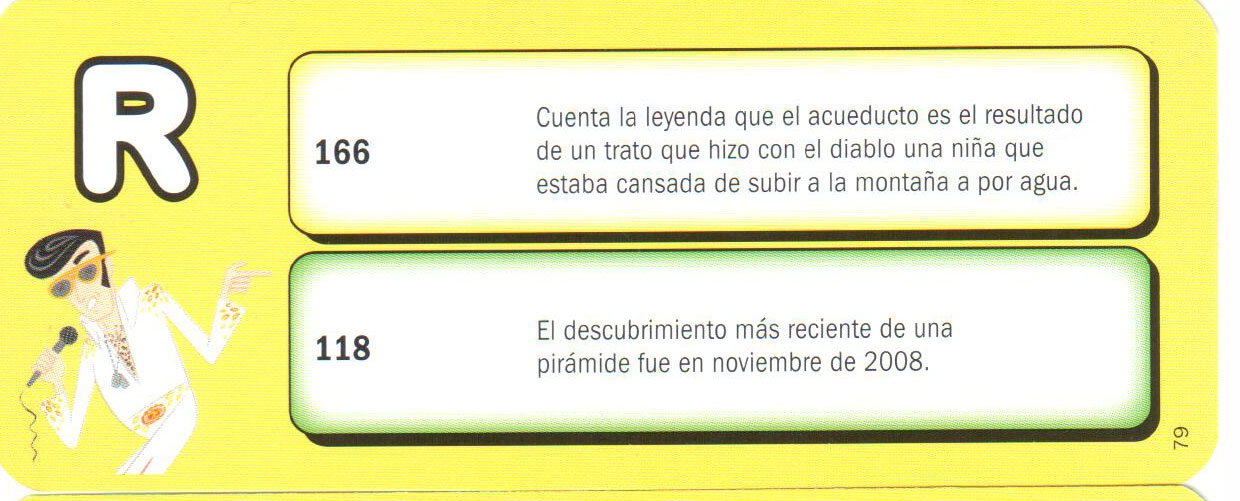 R
166
Cuenta la leyenda que el acueducto es el resultado
de un trato que hizo con el diablo una niña que
estaba cansada de subir a la montaña a por agua.
118
El descubrimiento más reciente de una
pirámide fue en noviembre de 2008.
79